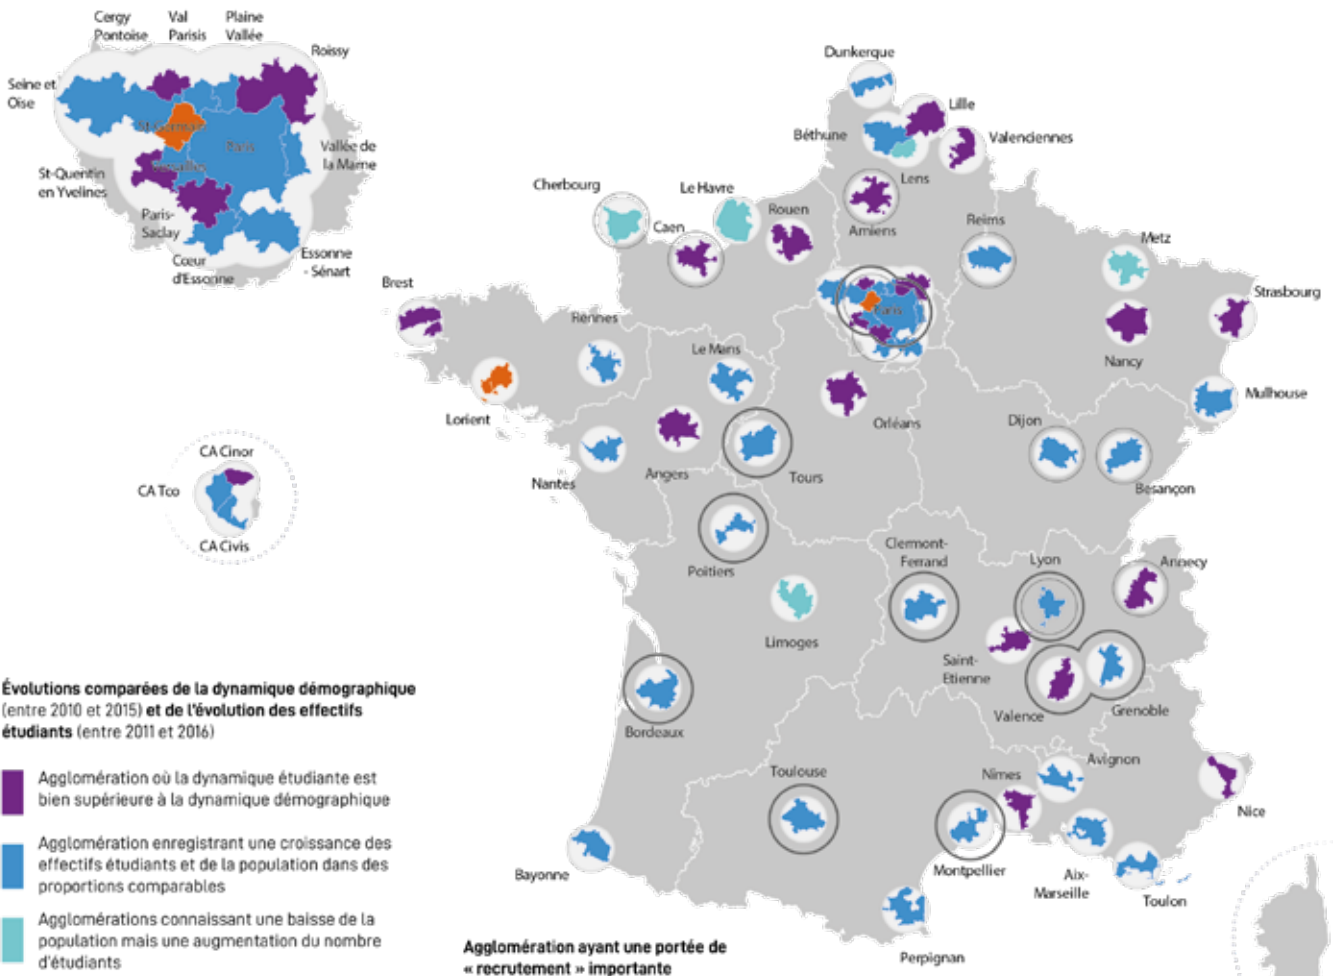 Cergy
Pontoise
Val
Parisis
Plaine
Vallée
Roissy
Seine et
Oise
Paris
Versailles
Vallée de
la Marne
St-Quentin
en Yvelines
Paris-
Saclay
Cœur
d'Essonne
Essonne
- Sénart
Dunkerque
Lille
Béthune
Valenciennes
Lens
Cherbourg
Le Havre
Caen
Rouen
Amiens
Reims
Metz
Paris
Strasbourg
Brest
Rennes
Nancy
Le Mans
Mulhouse
Lorient
Orléans
Dijon
Nantes
Angers
Tours
Besançon
CA Cinor
CA Tco
CA Civis
Clermont-
Ferrand
Lyon
Annecy
Poitiers
Limoges
Saint-
Etienne
Valence
Grenoble
Bordeaux
Avignon
Toulouse
Nimes
Nice
Bayonne
Montpellier
Aix-
Marseille
Toulon
Perpignan
Évolutions comparées de la dynamique démographique
(entre 2010 et 2015) et de l'évolution des effectifs
étudiants (entre 2011 et 2016)
Agglomération où la dynamique étudiante est
bien supérieure à la dynamique démographique
Agglomération enregistrant une croissance des
effectifs étudiants et de la population dans des
proportions comparables
Agglomérations connaissant une baisse de la
population mais une augmentation du nombre
d'étudiants
Agglomération ayant une portée de
« recrutement » importante